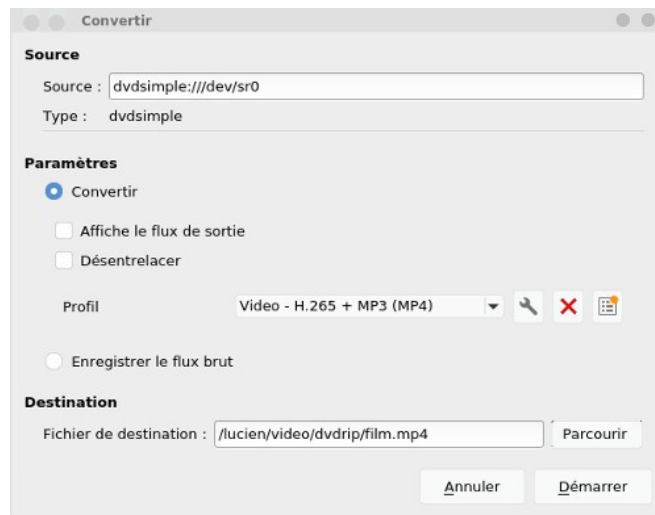 Convertir
Source
Source : dvdsimple:///dev/sr0
Type : dvdsimple
Paramètres
Convertir
Affiche le flux de sortie
Désentrelacer
Profil Video - H.265 + MP3 (MP4)
Enregistrer le flux brut
Destination
Fichier de destination : /lucien/video/dvdrip/film.mp4 Parcourir
Annuler Démarrer